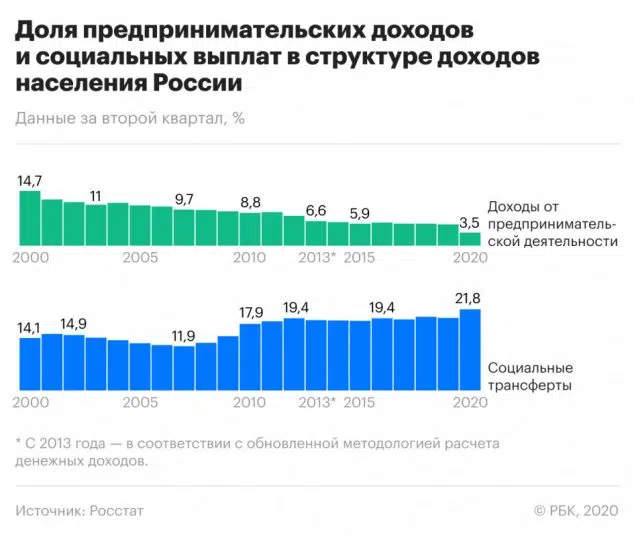 Доля предпринимательских доходов
и социальных выплат в структуре доходов
населения России
Данные за второй квартал, %
14,7
11
9,7
8,8
6,6
5,9
3,5
Доходы от
предприниматель-
ской деятельности
2000
2005
2010
2013*
2015
2020
14,1
14,9
11,9
17,9
19,4
19,4
21,8
Социальные
трансферты
2000
2005
2010
2013*
2015
2020
* С 2013 года — в соответствии с обновленной методологией расчета
денежных доходов.
Источник: Росстат
© РБК, 2020